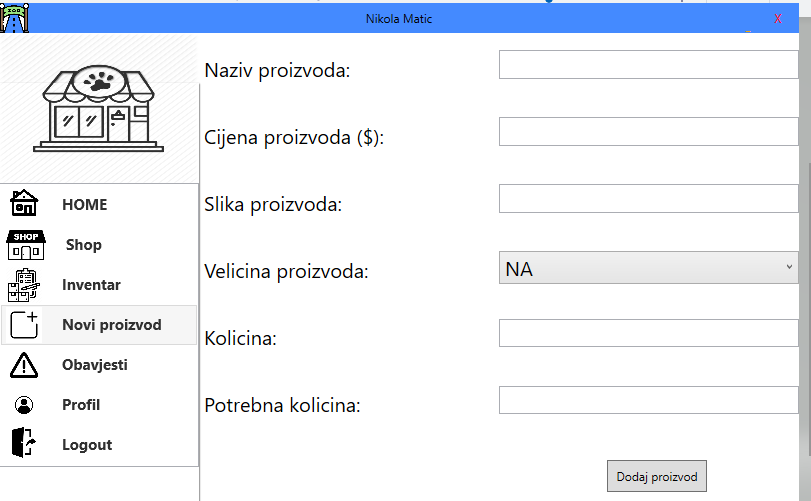 Nikola Matic
X
HOME
SHOP
Shop
Inventar
Novi proizvod
Obavjesti
Profil
Logout
Naziv proizvoda:
Cijena proizvoda ($):
Slika proizvoda:
Velicina proizvoda:
NA
Kolicina:
Potrebna kolicina:
Dodaj proizvod